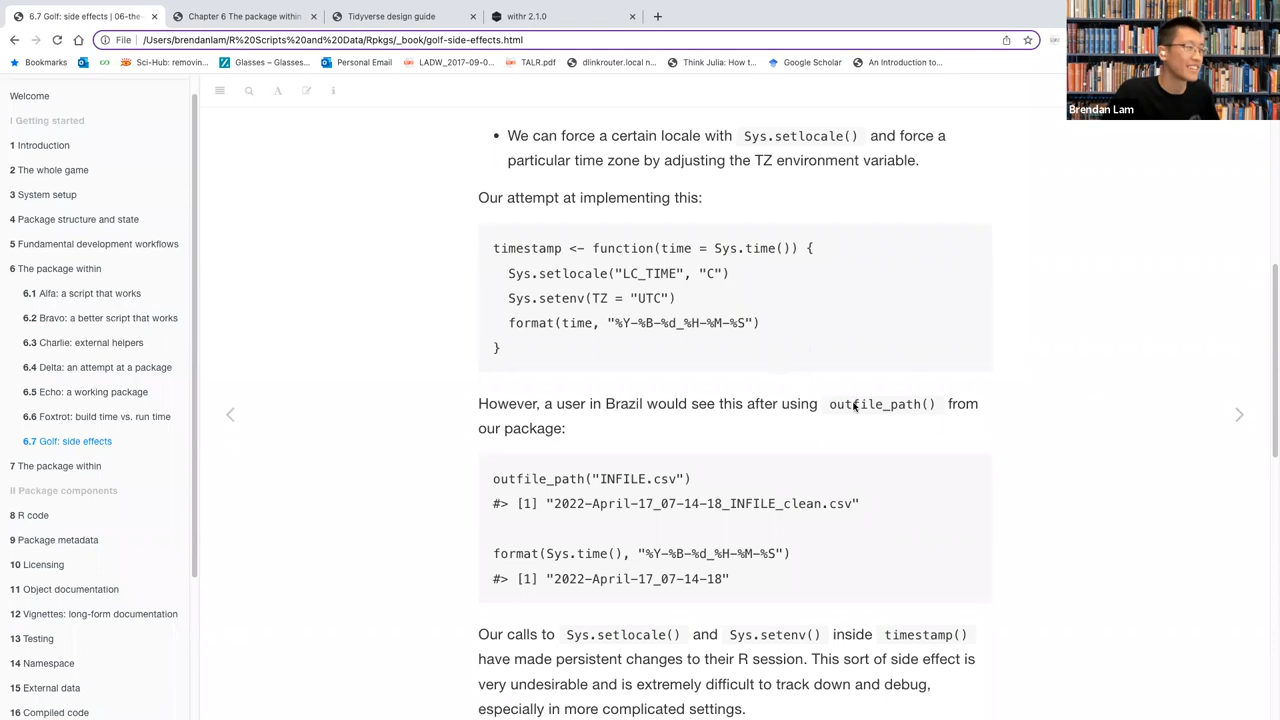 6.7 Golf: side effects | 06-the-
Chapter 6 The package within
Tidyverse design guide
withr 2.1.0
File
/Users/brendanlam/R%20Scripts%20and%20Data/Rpkgs/_book/golf-side-effects.html
Bookmarks
Sci-Hub: removin...
Glasses – Glasses...
Personal Email
LADW_2017-09-0...
TALR.pdf
dlinkrouter.local n...
Think Julia: How t...
Google Scholar
An Introduction to...
Brendan Lam
Welcome
I Getting started
1 Introduction
2 The whole game
3 System setup
4 Package structure and state
5 Fundamental development workflows
6 The package within
6.1 Alfa: a script that works
6.2 Bravo: a better script that works
6.3 Charlie: external helpers
6.4 Delta: an attempt at a package
6.5 Echo: a working package
6.6 Foxtrot: build time vs. run time
6.7 Golf: side effects
7 The package within
II Package components
8 R code
9 Package metadata
10 Licensing
11 Object documentation
12 Vignettes: long-form documentation
13 Testing
14 Namespace
15 External data
16 Compiled code
• We can force a certain locale with Sys.setlocale() and force a
particular time zone by adjusting the TZ environment variable.
Our attempt at implementing this:
timestamp <- function(time = Sys.time()) {
Sys.setlocale("LC_TIME", "C")
Sys.setenv(TZ = "UTC")
format(time, "%Y-%B-%d_%H-%M-%S")
}
However, a user in Brazil would see this after using outfile_path() from
our package:
outfile_path("INFILE.csv")
#> [1] "2022-April-17_07-14-18_INFILE_clean.csv"
format(Sys.time(), "%Y-%B-%d_%H-%M-%S")
#> [1] "2022-April-17_07-14-18"
Our calls to Sys.setlocale() and Sys.setenv() inside timestamp()
have made persistent changes to their R session. This sort of side effect is
very undesirable and is extremely difficult to track down and debug,
especially in more complicated settings.